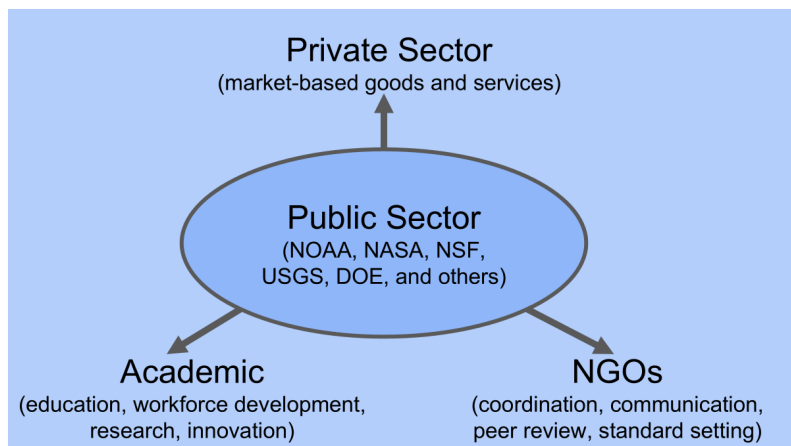 Private Sector
(market-based goods and services)
Public Sector
(NOAA, NASA, NSF,
USGS, DOE, and others)
Academic
(education, workforce development,
research, innovation)
NGOs
(coordination, communication,
peer review, standard setting)